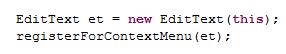 EditText et = new EditText(this);
registerForContextMenu(et);